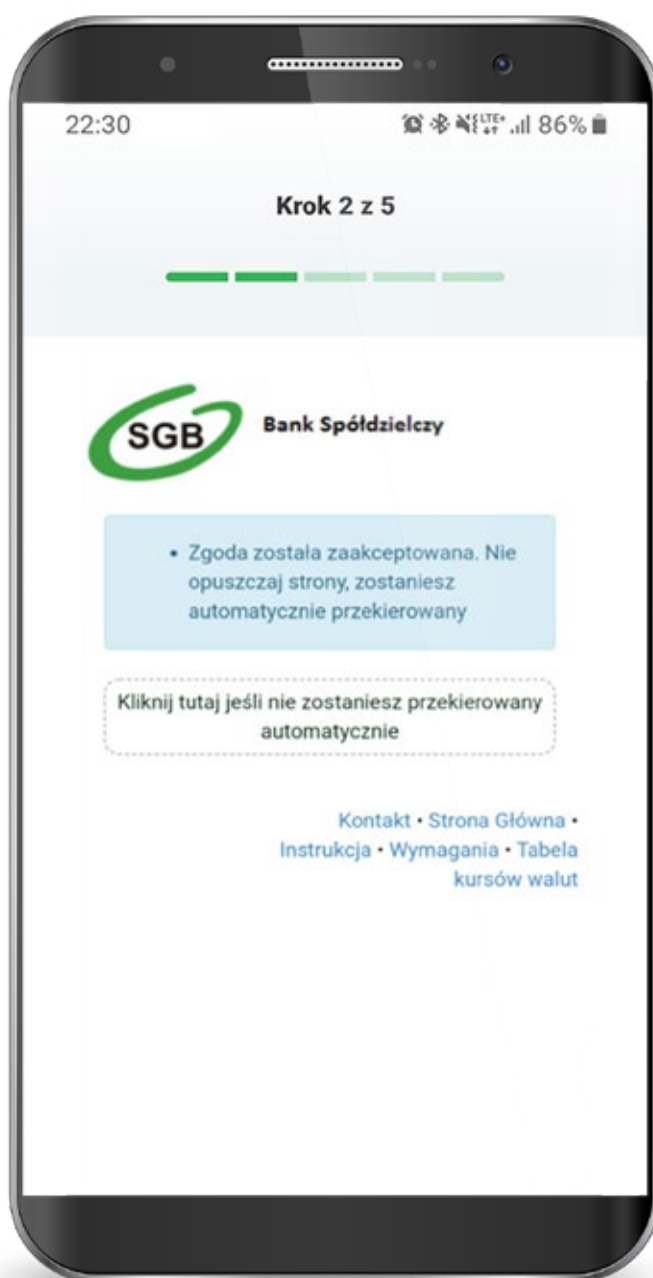 22:30 LTE+ 86%
Krok 2 z 5
SGB Bank Spółdzielczy
• Zgoda została zaakceptowana. Nie
opuszczaj strony, zostaniesz
automatycznie przekierowany
Kliknij tutaj jeśli nie zostaniesz przekierowany
automatycznie
Kontakt • Strona Główna •
Instrukcja • Wymagania • Tabela
kursów walut